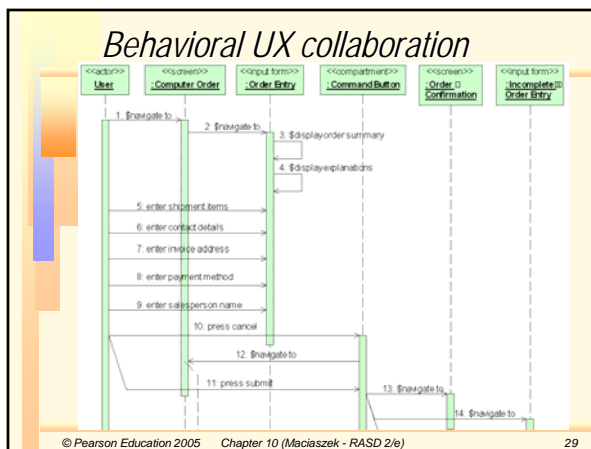 Behavioral UX collaboration
<<actor>>
User
<<screen>>
: Computer Order
<<input form>>
: Order Entry
<<compartment>>
: Command Button
<<screen>>
: Order
Confirmation
<<input form>>
: Incomplete
Order Entry
1: $navigate to
2: $navigate to
3: $display order summary
4: $display explanations
5: enter shipment items
6: enter contact details
7: enter invoice address
8: enter payment method
9: enter salesperson name
10: press cancel
12: $navigate to
11: press submit
13: $navigate to
14: $navigate to
© Pearson Education 2005 Chapter 10 (Maciaszek - RASD 2/e) 29